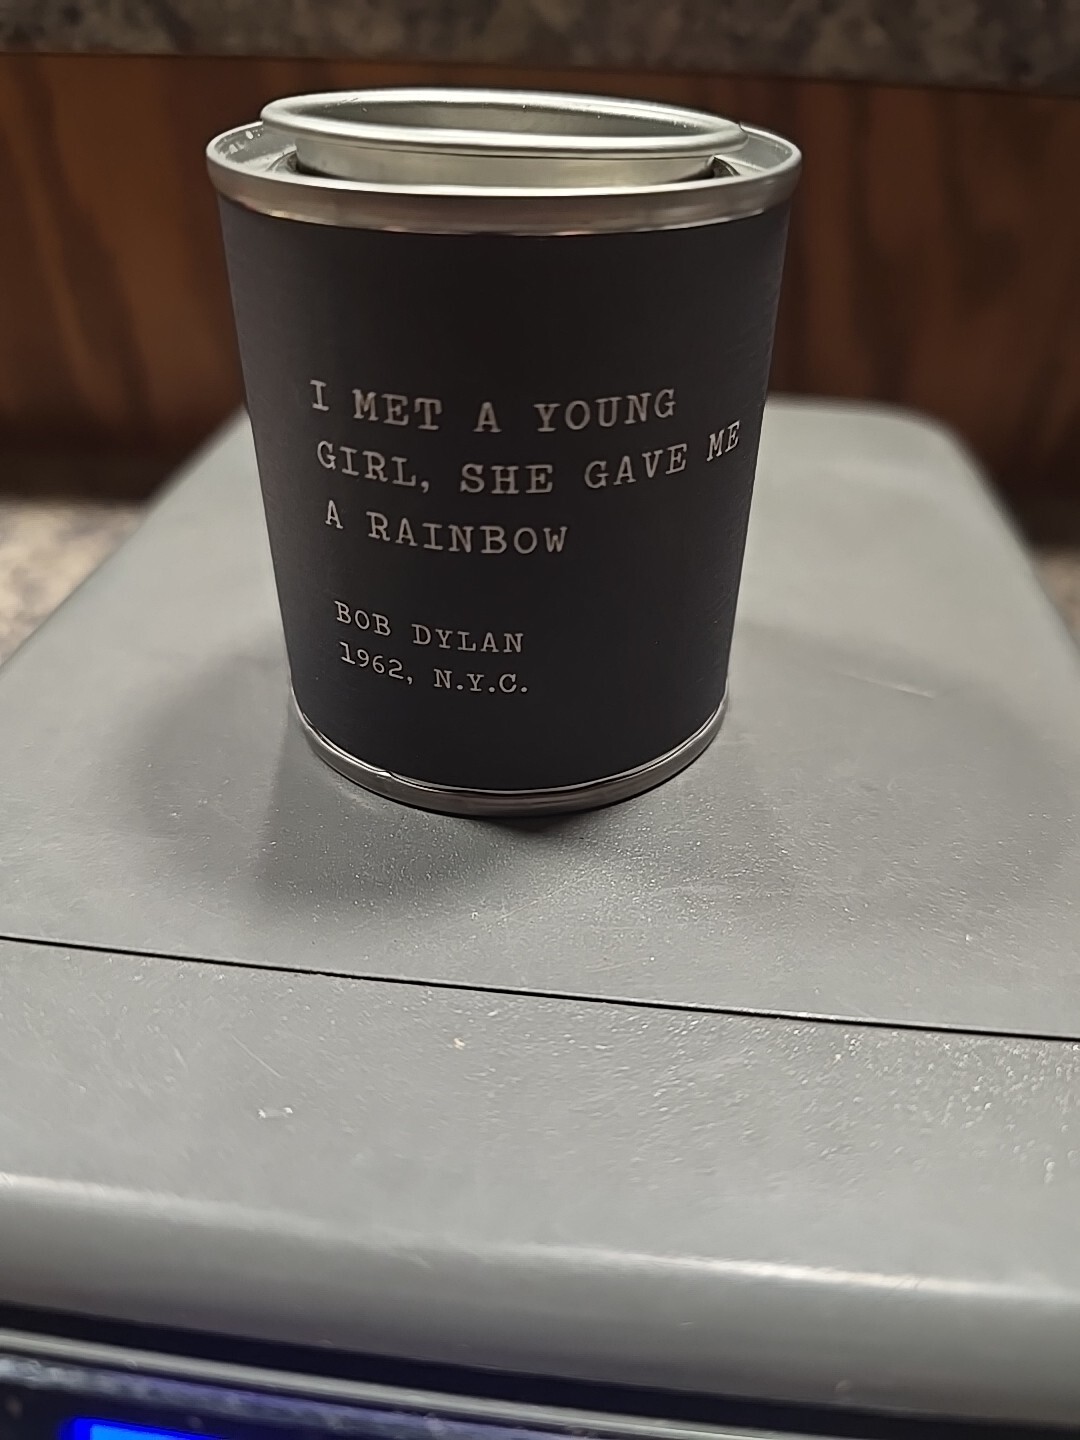 I MET A YOUNG
GIRL, SHE GAVE ME
A RAINBOW
BOB DYLAN
1962, N.Y.C.